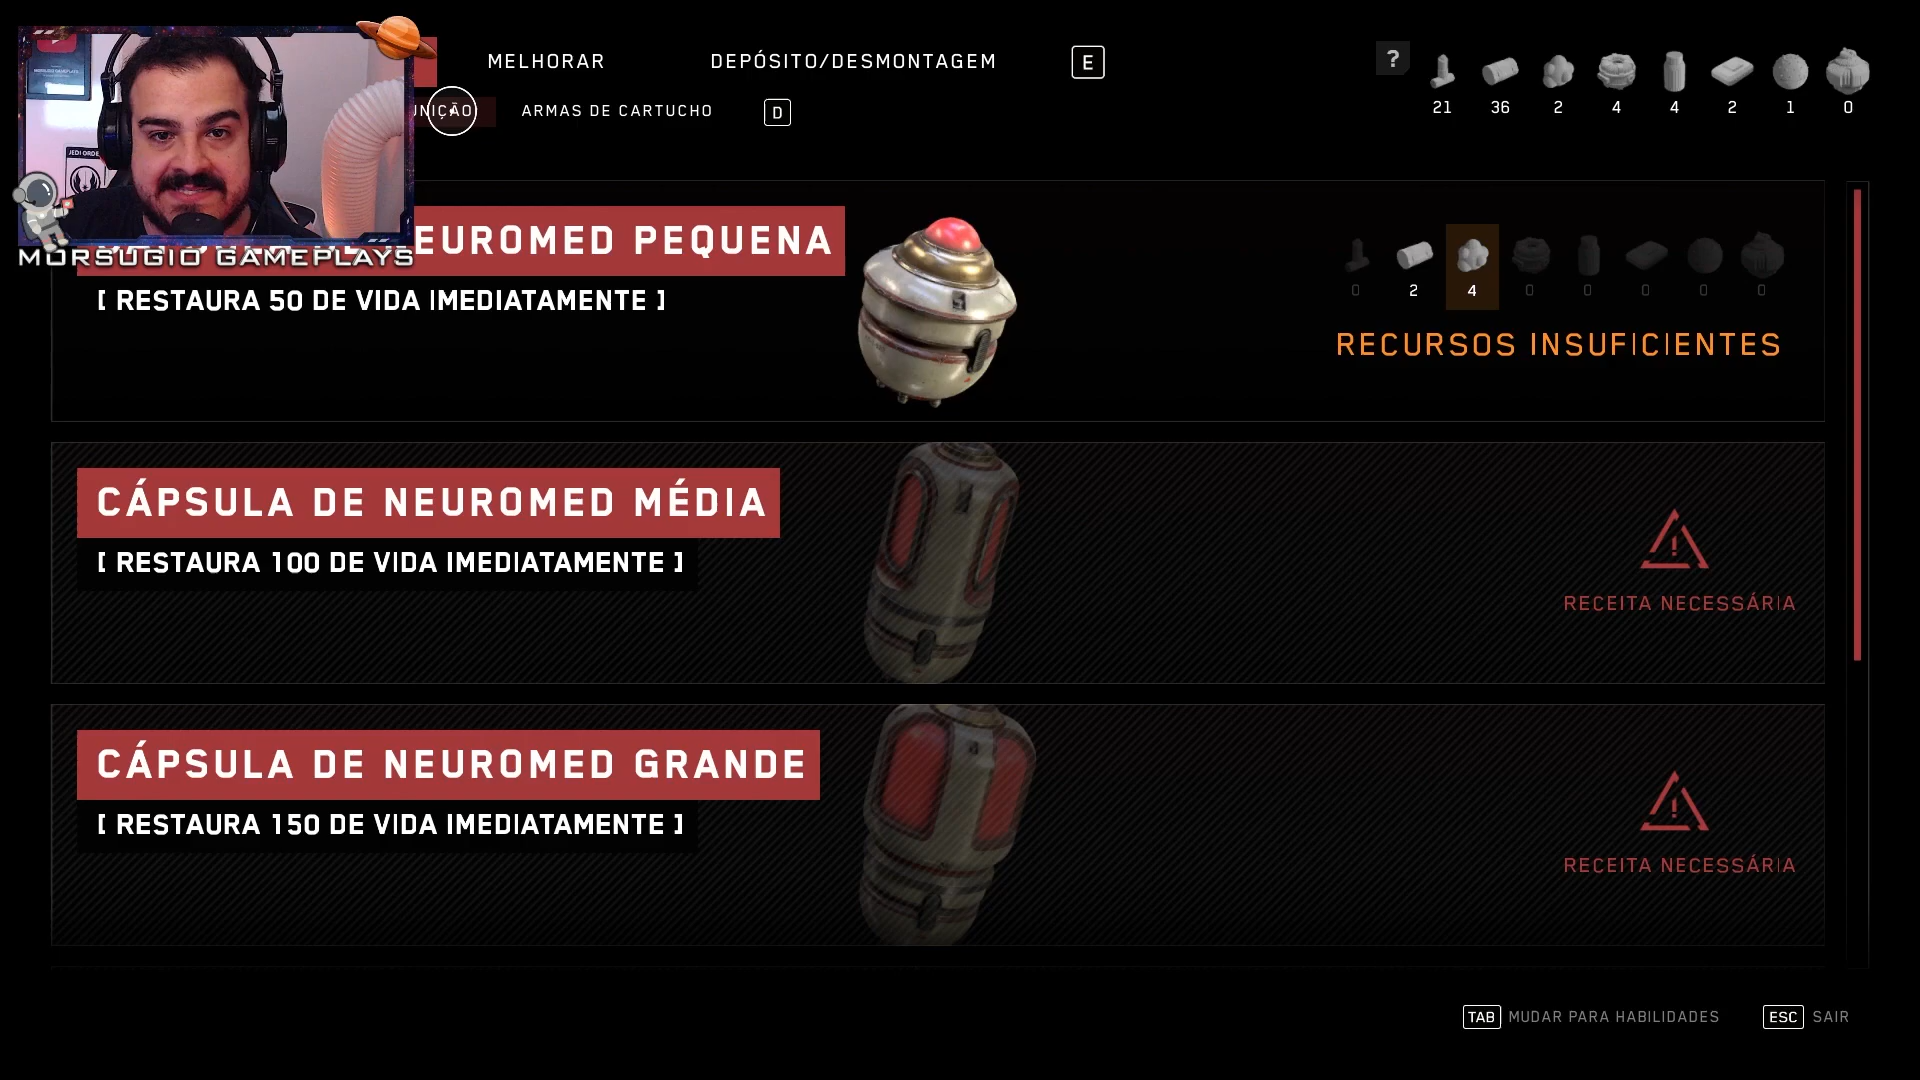 MELHORAR
DEPÓSITO/DESMONTAGEM
E
?
UNIÇÃO
ARMAS DE CARTUCHO
D
21 36 2 4 4 2 1 0
JEDI ORDE
MORSUGIO GAMEPLAYS
EUROMED PEQUENA
[ RESTAURA 50 DE VIDA IMEDIATAMENTE ]
0 2 4 0 0 0 0 0
RECURSOS INSUFICIENTES
CÁPSULA DE NEUROMED MÉDIA
[ RESTAURA 100 DE VIDA IMEDIATAMENTE ]
RECEITA NECESSÁRIA
CÁPSULA DE NEUROMED GRANDE
[ RESTAURA 150 DE VIDA IMEDIATAMENTE ]
RECEITA NECESSÁRIA
TAB MUDAR PARA HABILIDADES
ESC SAIR